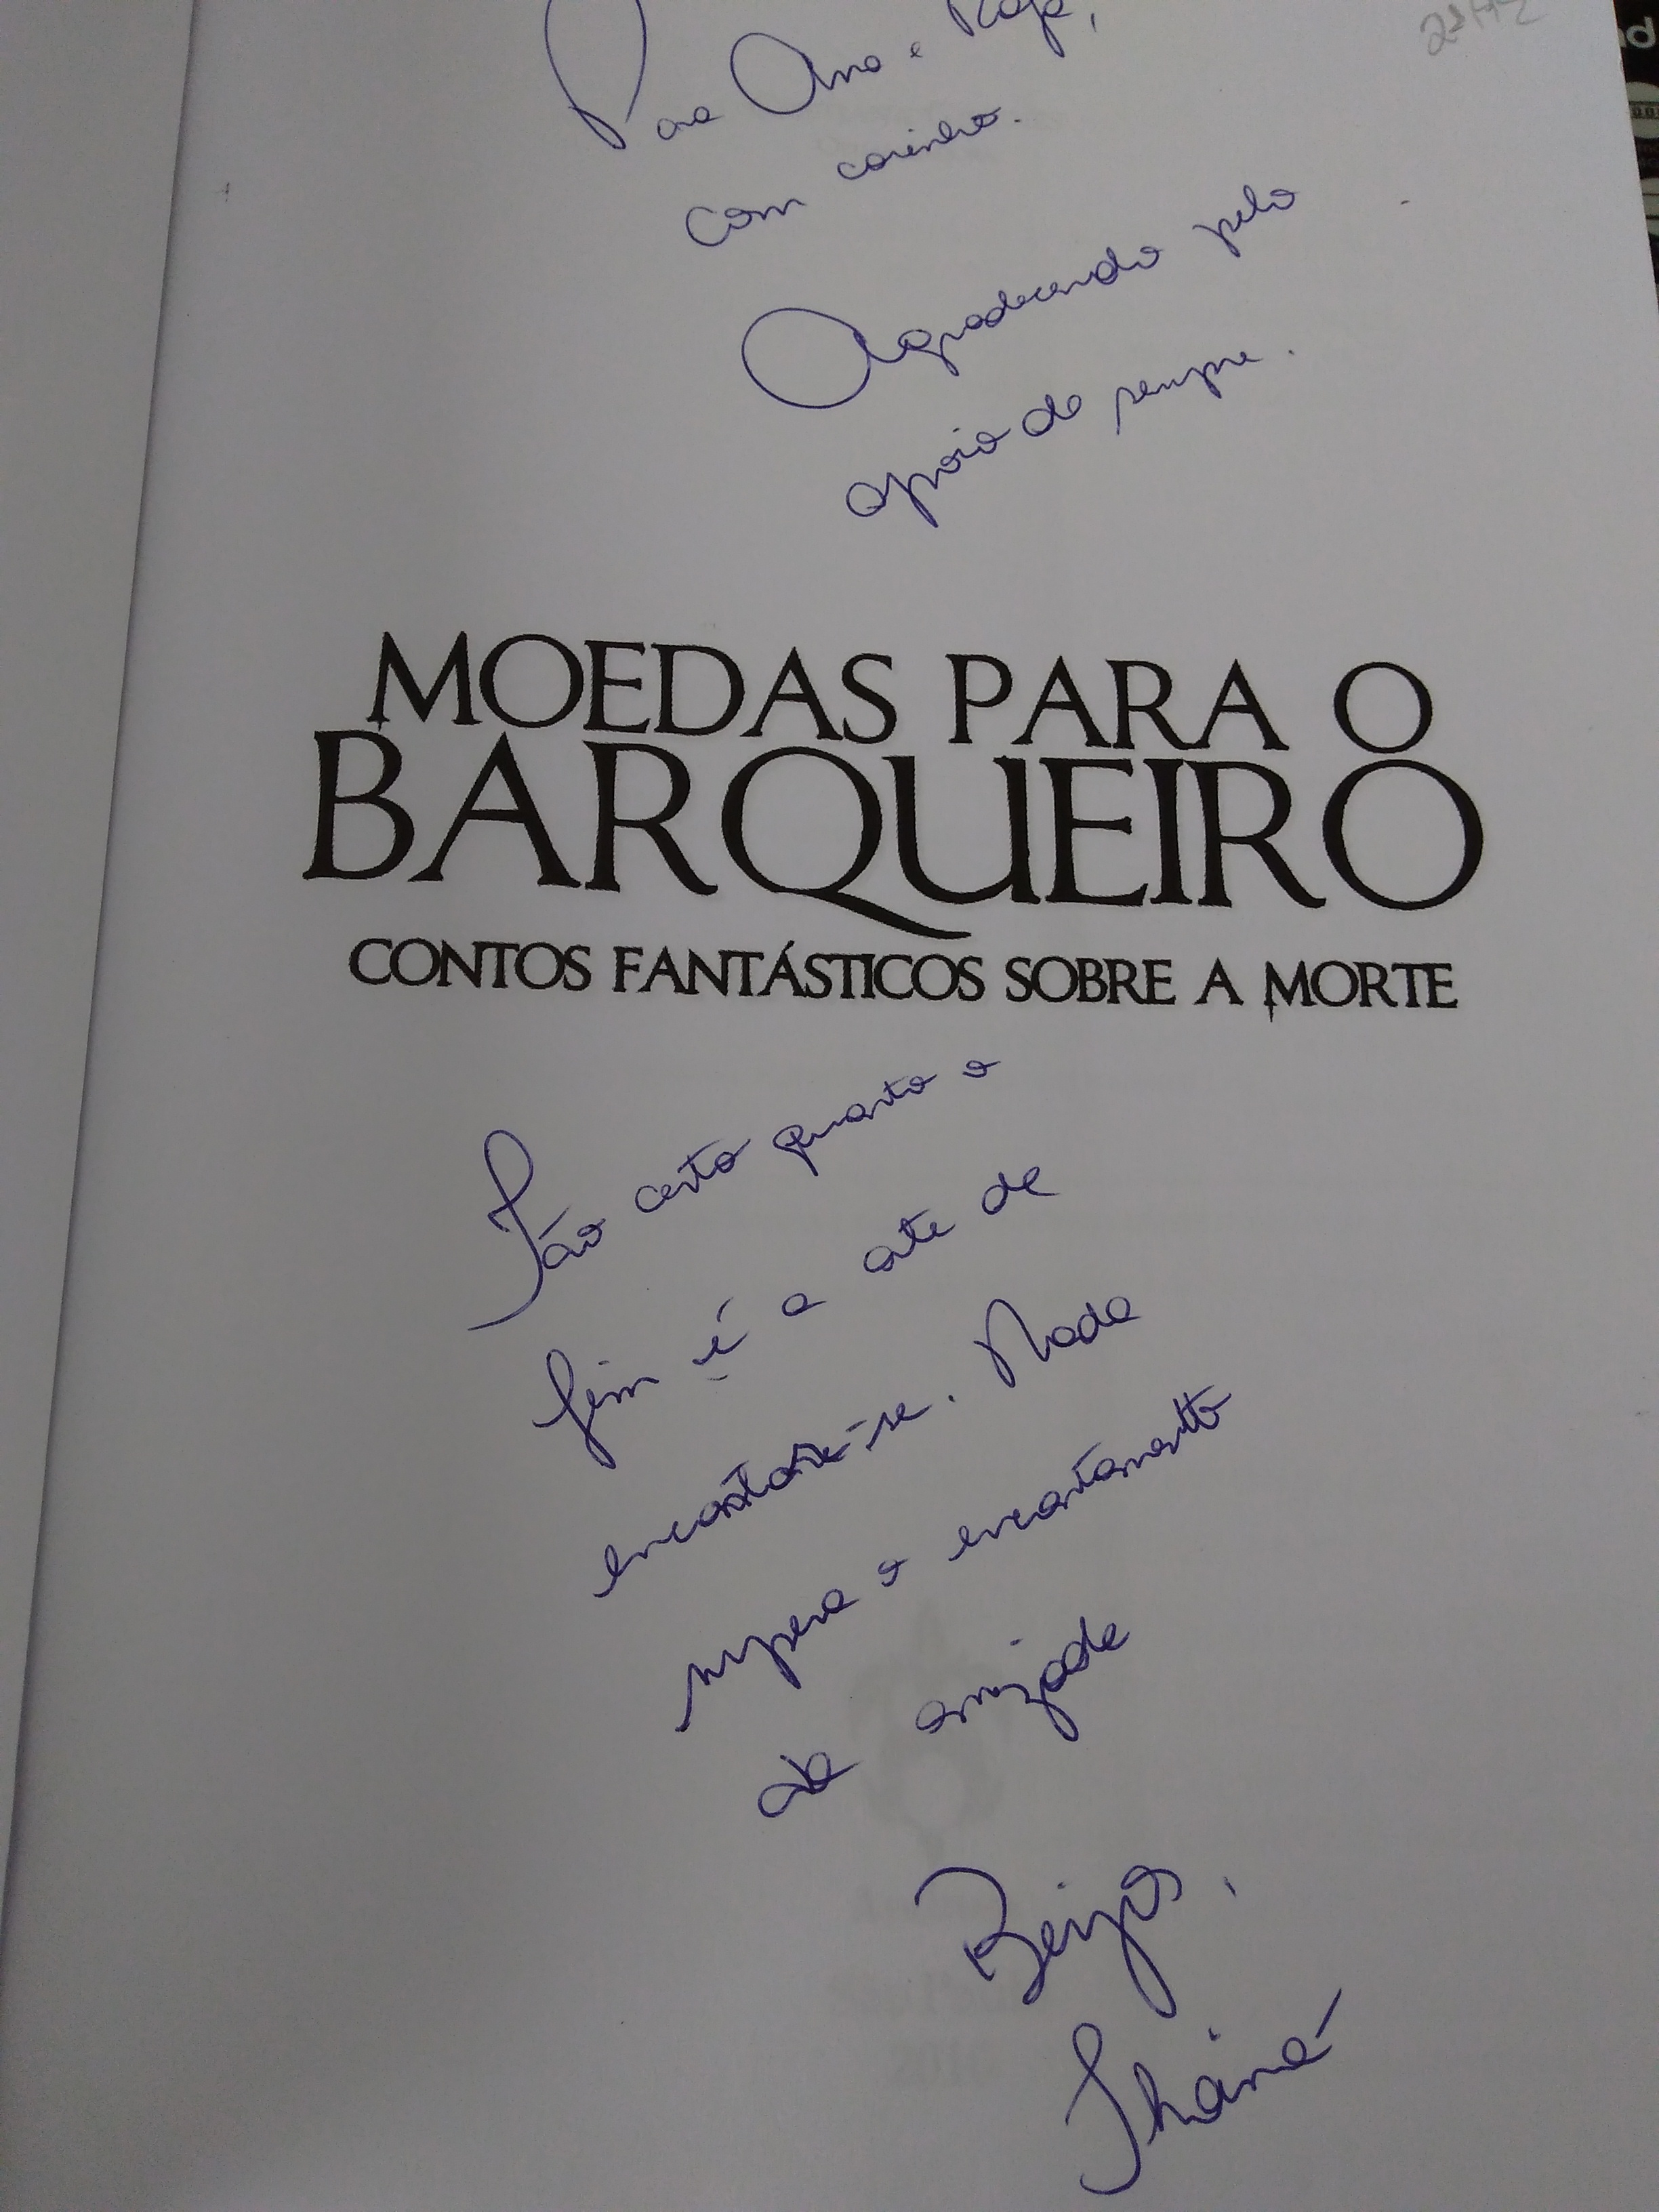 Para Ana e Rafa,
com carinho.
Agradecendo pelo
apoio de sempre.
MOEDAS PARA O
BARQUEIRO
CONTOS FANTÁSTICOS SOBRE A MORTE
Tão certo quanto o
fim é a arte de
encontrar-se. Nada
supera o encantamento
da amizade
Beijos,